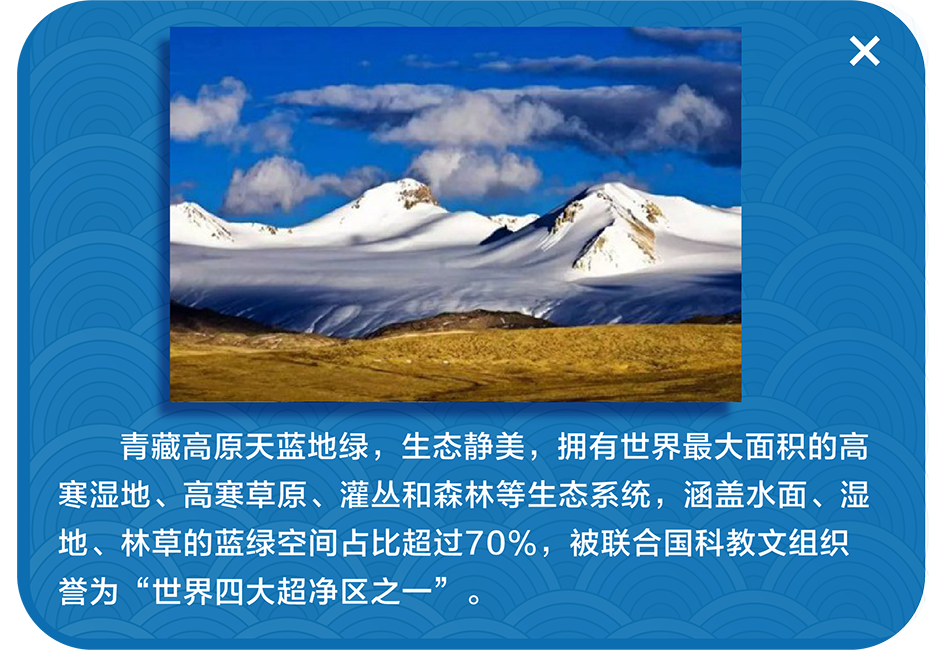 青藏高原天蓝地绿，生态静美，拥有世界最大面积的高
寒湿地、高寒草原、灌丛和森林等生态系统，涵盖水面、湿
地、林草的蓝绿空间占比超过70%，被联合国科教文组织
誉为“世界四大超净区之一”。